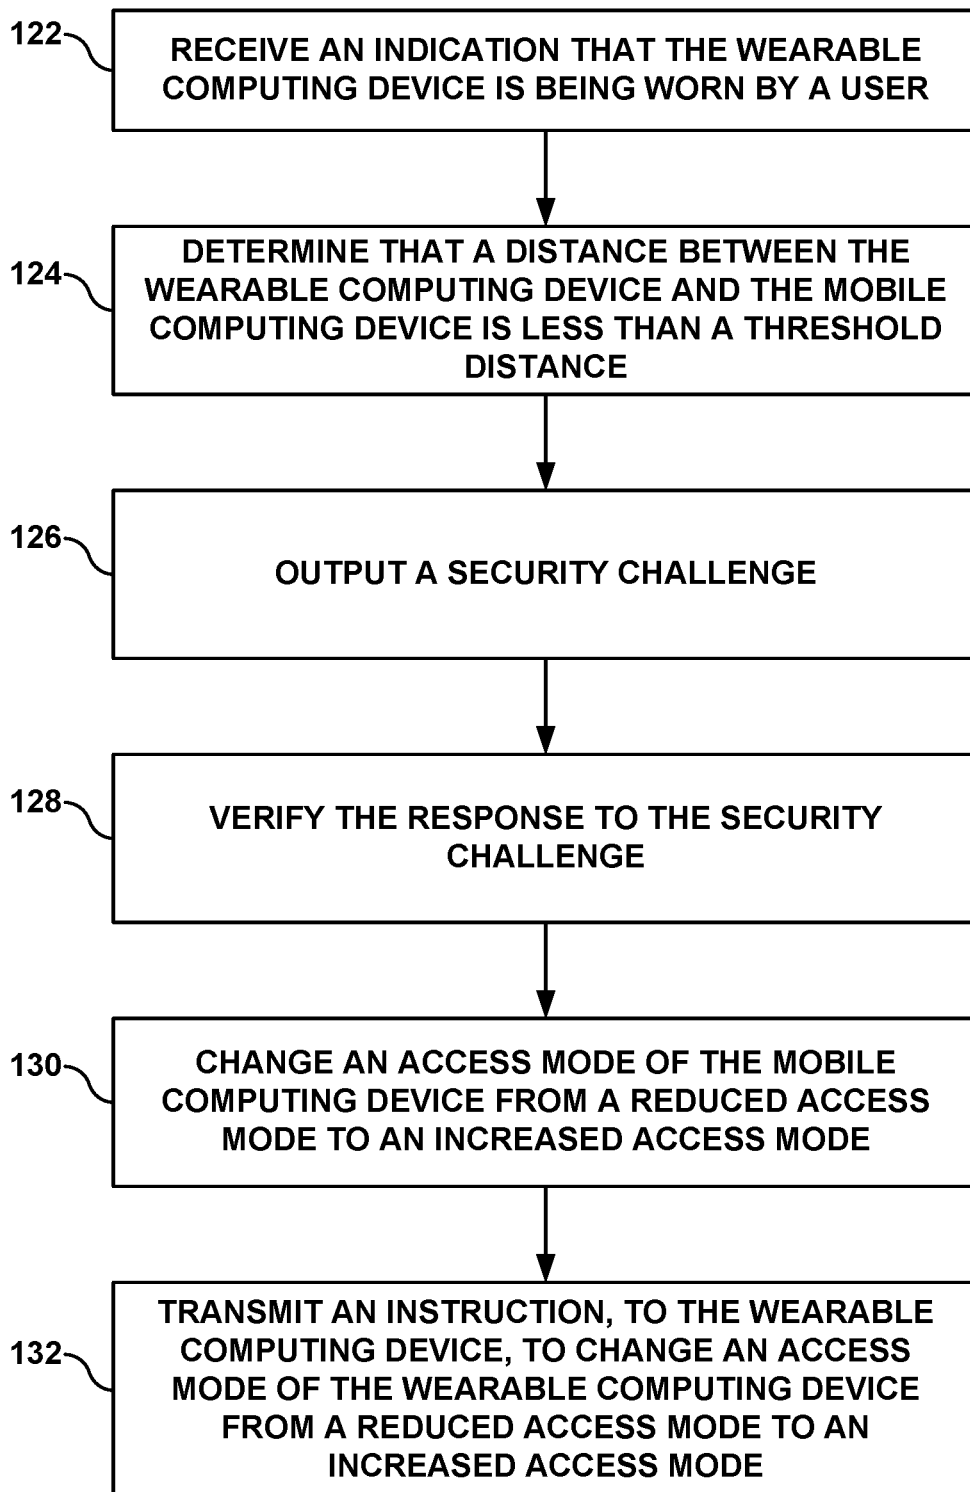 122
RECEIVE AN INDICATION THAT THE WEARABLE
COMPUTING DEVICE IS BEING WORN BY A USER
124
DETERMINE THAT A DISTANCE BETWEEN THE
WEARABLE COMPUTING DEVICE AND THE MOBILE
COMPUTING DEVICE IS LESS THAN A THRESHOLD
DISTANCE
126
OUTPUT A SECURITY CHALLENGE
128
VERIFY THE RESPONSE TO THE SECURITY
CHALLENGE
130
CHANGE AN ACCESS MODE OF THE MOBILE
COMPUTING DEVICE FROM A REDUCED ACCESS
MODE TO AN INCREASED ACCESS MODE
132
TRANSMIT AN INSTRUCTION, TO THE WEARABLE
COMPUTING DEVICE, TO CHANGE AN ACCESS
MODE OF THE WEARABLE COMPUTING DEVICE
FROM A REDUCED ACCESS MODE TO AN
INCREASED ACCESS MODE